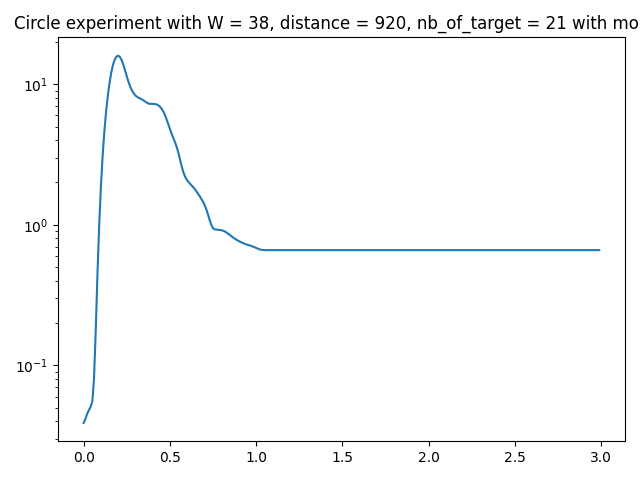 Circle experiment with W = 38, distance = 920, nb_of_target = 21 with mo
10¹
10⁰
10⁻¹
0.0 0.5 1.0 1.5 2.0 2.5 3.0